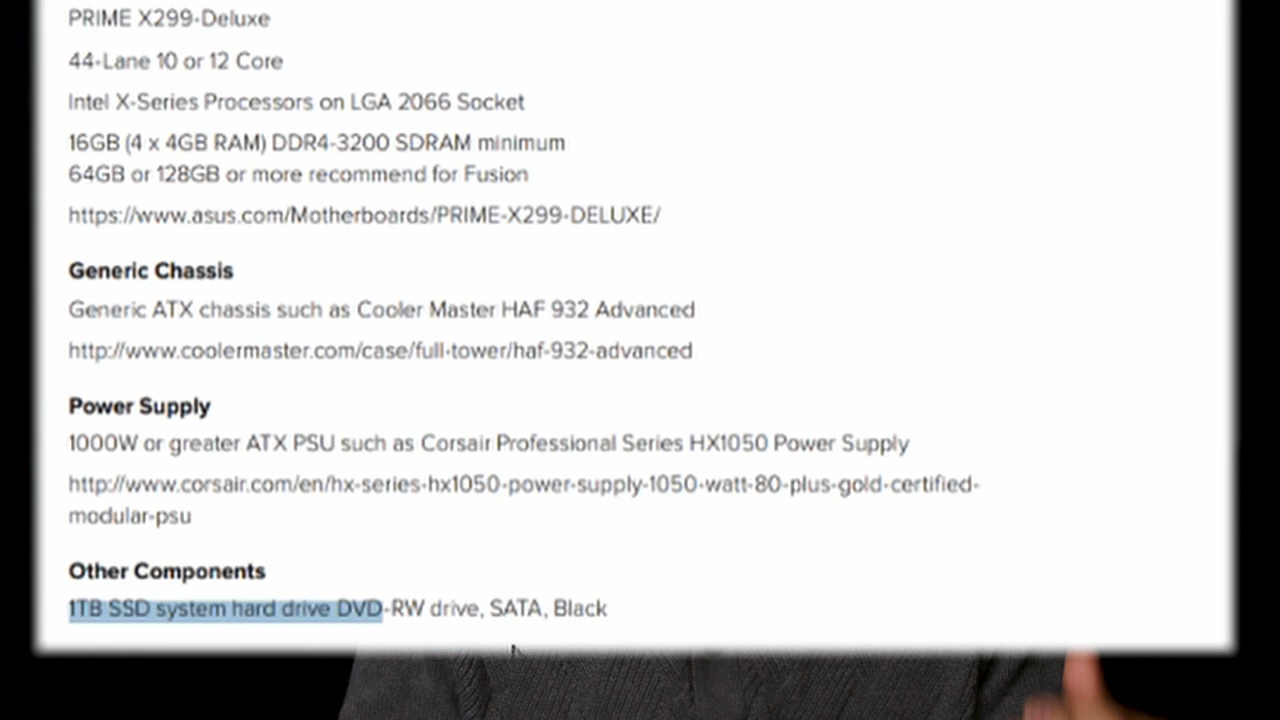 PRIME X299-Deluxe
44-Lane 10 or 12 Core
Intel X-Series Processors on LGA 2066 Socket
16GB (4 x 4GB RAM) DDR4-3200 SDRAM minimum
64GB or 128GB or more recommend for Fusion
https://www.asus.com/Motherboards/PRIME-X299-DELUXE/
Generic Chassis
Generic ATX chassis such as Cooler Master HAF 932 Advanced
http://www.coolermaster.com/case/full-tower/haf-932-advanced
Power Supply
1000W or greater ATX PSU such as Corsair Professional Series HX1050 Power Supply
http://www.corsair.com/en/hx-series-hx1050-power-supply-1050-watt-80-plus-gold-certified-
modular-psu
Other Components
1TB SSD system hard drive DVD-RW drive, SATA, Black